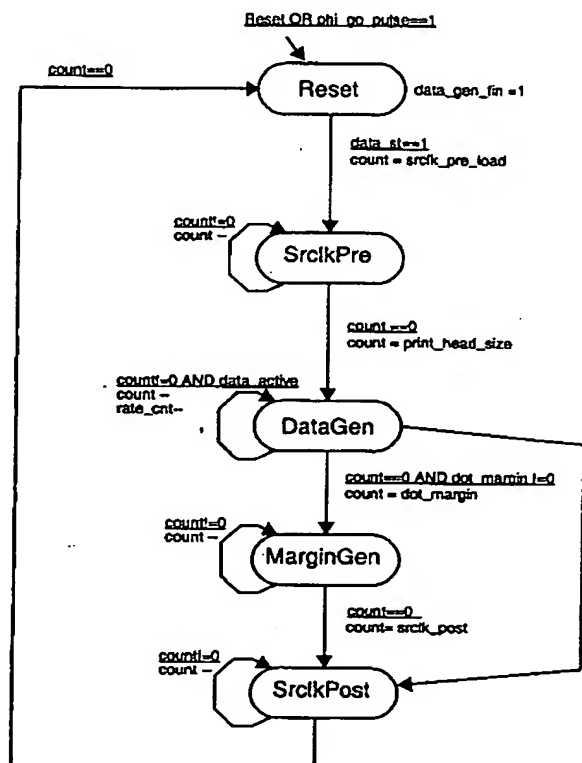 Reset OR phi_go_pulse==1
count==0
Reset
data_gen_fin =1
data_st==1
count = srclk_pre_load
count!=0
count –
SrclkPre
count ==0
count = print_head_size
count!=0 AND data_active
count –
rate_cnt--
DataGen
count==0 AND dot_margin !=0
count = dot_margin
count!=0
count –
MarginGen
count==0
count= srclk_post
count!=0
count –
SrclkPost